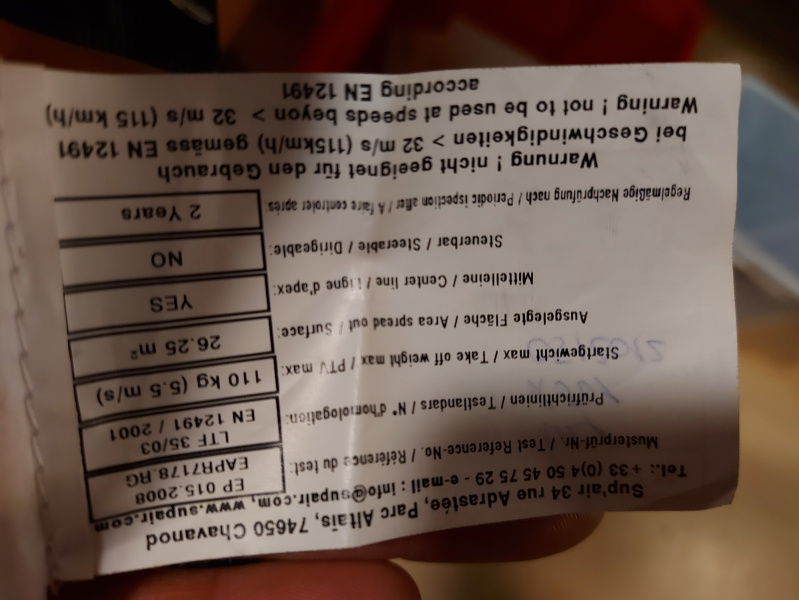 Sup'air 34 rue Adrastée, Parc Altaïs, 74650 Chavanod
Tel.: + 33 (0)4 50 45 75 29 - e-mail : info@supair.com, www.supair.com
Musterprüf-Nr. / Test Reference-No. / Référence du test: EP 015.2008
EAPR7178.RG
Prüfrichtlinien / Testlandars / N° d'homologation: LTF 35/03
EN 12491 / 2001
Startgewicht max / Take off weighl max / PTV max: 110 kg (5.5 m/s)
Ausgelegte Fläche / Area spread out / Surface: 26.25 m²
Mittelleine / Center line / Ligne d'apex: YES
Steuerbar / Steerable / Dirigeable: NO
Regelmäßige Nachprüfung nach / Periodic ispection after / A faire controler après 2 Years
Warnung ! nicht geeignet für den Gebrauch
bei Geschwindigkeiten > 32 m/s (115km/h) gemäss EN 12491
Warning ! not to be used at speeds beyon > 32 m/s (115 km/h)
according EN 12491